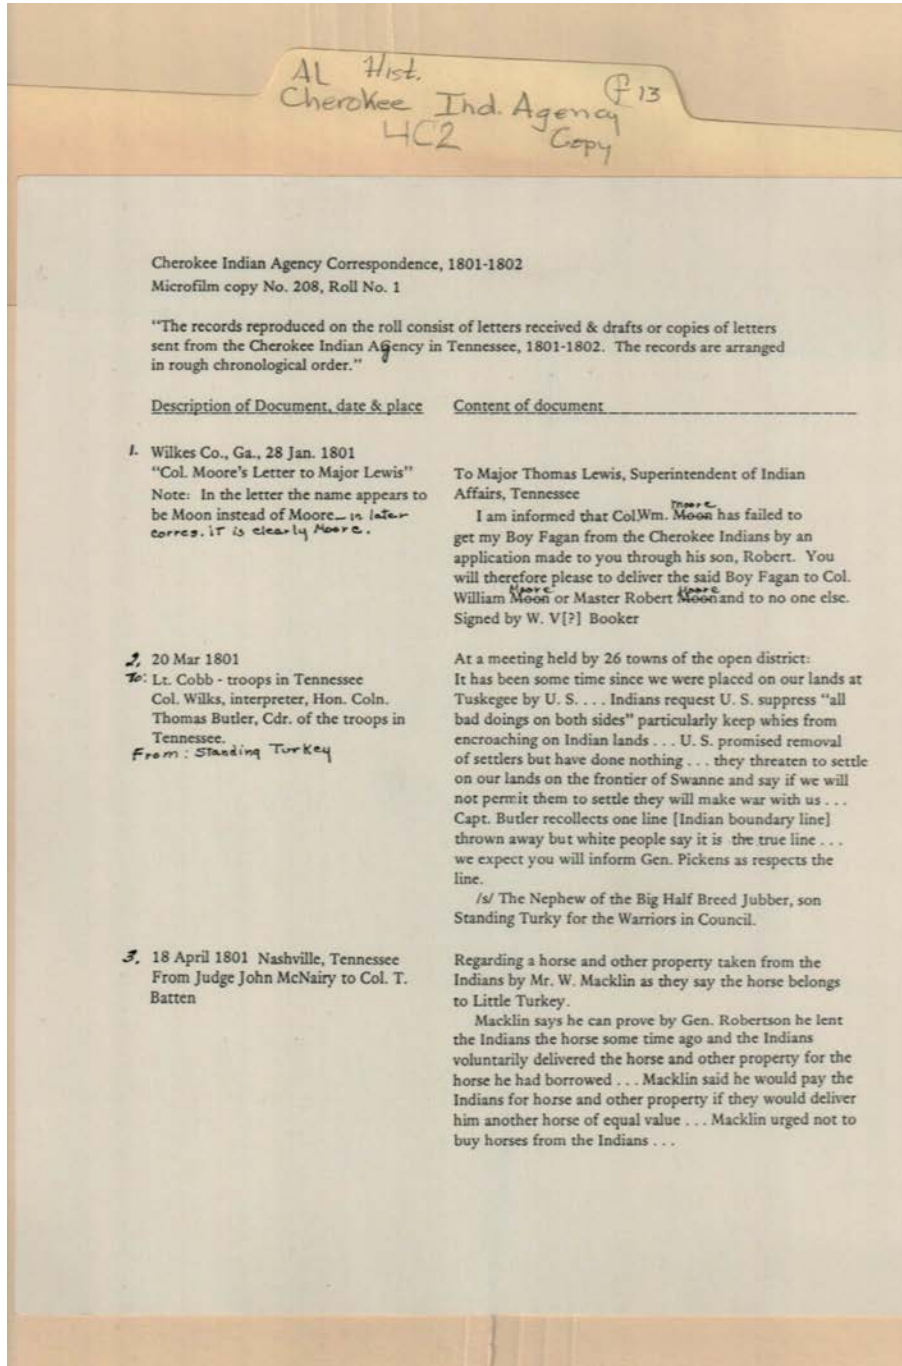 AL Hist.
Cherokee Ind. Agency F 13
4C2 Copy
Cherokee Indian Agency Correspondence, 1801-1802
Microfilm copy No. 208, Roll No. 1
"The records reproduced on the roll consist of letters received & drafts or copies of letters
sent from the Cherokee Indian Agency in Tennessee, 1801-1802. The records are arranged
in rough chronological order."
Description of Document, date & place
Content of document
1. Wilkes Co., Ga., 28 Jan. 1801
"Col. Moore's Letter to Major Lewis"
Note: In the letter the name appears to
be Moon instead of Moore - in later
corres. it is clearly Moore.
To Major Thomas Lewis, Superintendent of Indian
Affairs, Tennessee
Moore
I am informed that Col.Wm. Moon has failed to
get my Boy Fagan from the Cherokee Indians by an
application made to you through his son, Robert. You
will therefore please to deliver the said Boy Fagan to Col.
Moore Moore
William Moon or Master Robert Moon and to no one else.
Signed by W. V[?] Booker
2. 20 Mar 1801
To: Lt. Cobb - troops in Tennessee
Col. Wilks, interpreter, Hon. Coln.
Thomas Butler, Cdr. of the troops in
Tennessee.
From: Standing Turkey
At a meeting held by 26 towns of the open district:
It has been some time since we were placed on our lands at
Tuskegee by U. S. . . . Indians request U. S. suppress "all
bad doings on both sides" particularly keep whies from
encroaching on Indian lands . . . U. S. promised removal
of settlers but have done nothing . . . they threaten to settle
on our lands on the frontier of Swanne and say if we will
not permit them to settle they will make war with us . . .
Capt. Butler recollects one line [Indian boundary line]
thrown away but white people say it is the true line . . .
we expect you will inform Gen. Pickens as respects the
line.
/s/ The Nephew of the Big Half Breed Jubber, son
Standing Turky for the Warriors in Council.
3. 18 April 1801 Nashville, Tennessee
From Judge John McNairy to Col. T.
Batten
Regarding a horse and other property taken from the
Indians by Mr. W. Macklin as they say the horse belongs
to Little Turkey.
Macklin says he can prove by Gen. Robertson he lent
the Indians the horse some time ago and the Indians
voluntarily delivered the horse and other property for the
horse he had borrowed . . . Macklin said he would pay the
Indians for horse and other property if they would deliver
him another horse of equal value . . . Macklin urged not to
buy horses from the Indians . . .